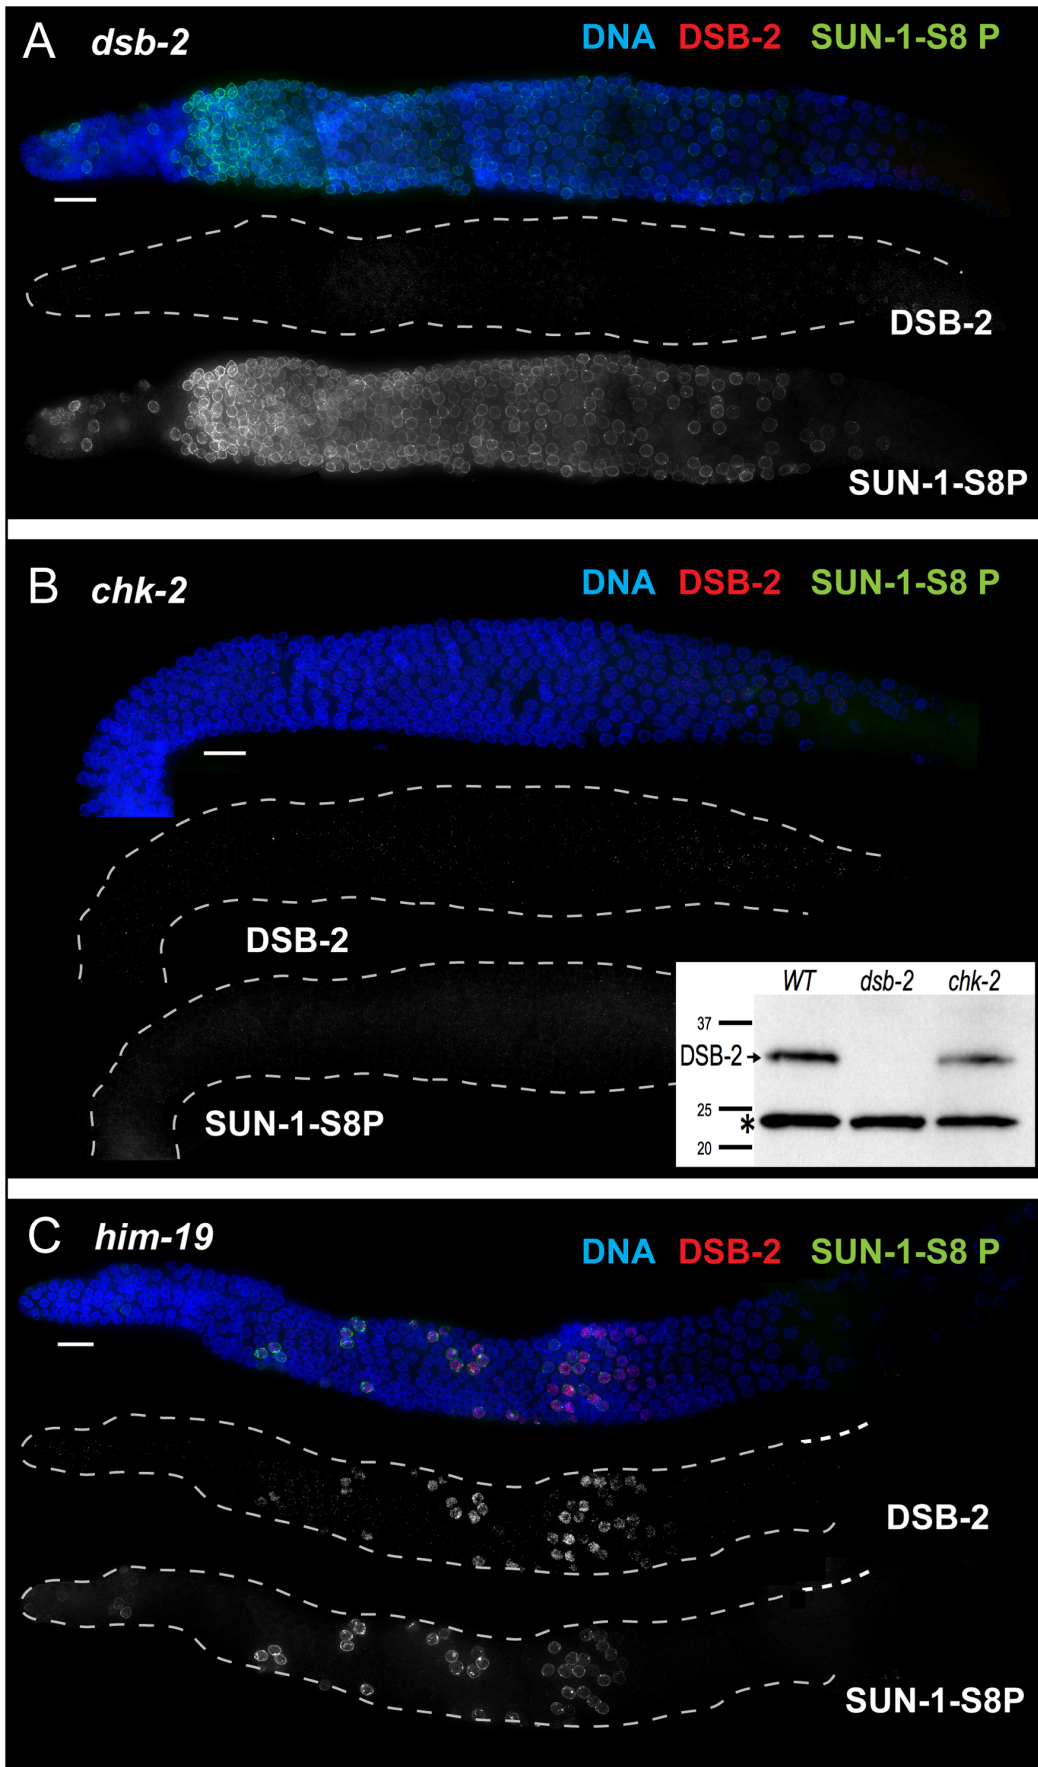 A dsb-2 DNA DSB-2 SUN-1-S8 P
DSB-2
SUN-1-S8P
B chk-2 DNA DSB-2 SUN-1-S8 P
DSB-2
SUN-1-S8P
WT dsb-2 chk-2
37
DSB-2
25
*
20
C him-19 DNA DSB-2 SUN-1-S8 P
DSB-2
SUN-1-S8P